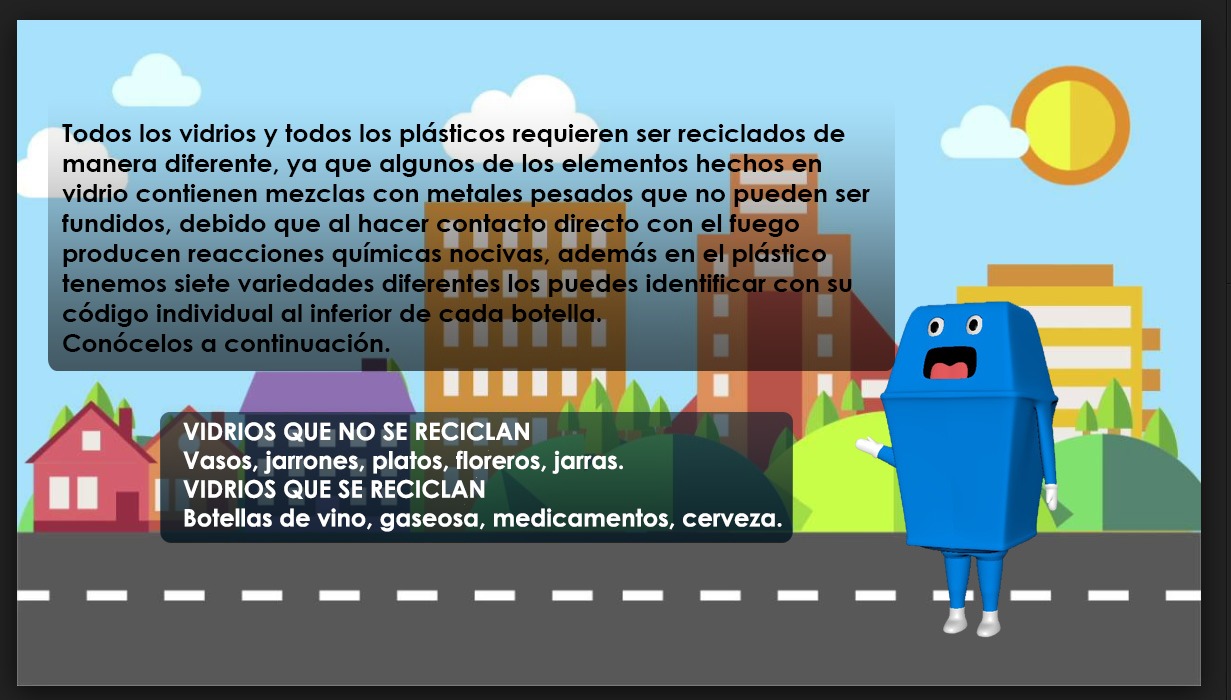 Todos los vidrios y todos los plásticos requieren ser reciclados de
manera diferente, ya que algunos de los elementos hechos en
vidrio contienen mezclas con metales pesados que no pueden ser
fundidos, debido que al hacer contacto directo con el fuego
producen reacciones químicas nocivas, además en el plástico
tenemos siete variedades diferentes los puedes identificar con su
código individual al inferior de cada botella.
Conócelos a continuación.
VIDRIOS QUE NO SE RECICLAN
Vasos, jarrones, platos, floreros, jarras.
VIDRIOS QUE SE RECICLAN
Botellas de vino, gaseosa, medicamentos, cerveza.